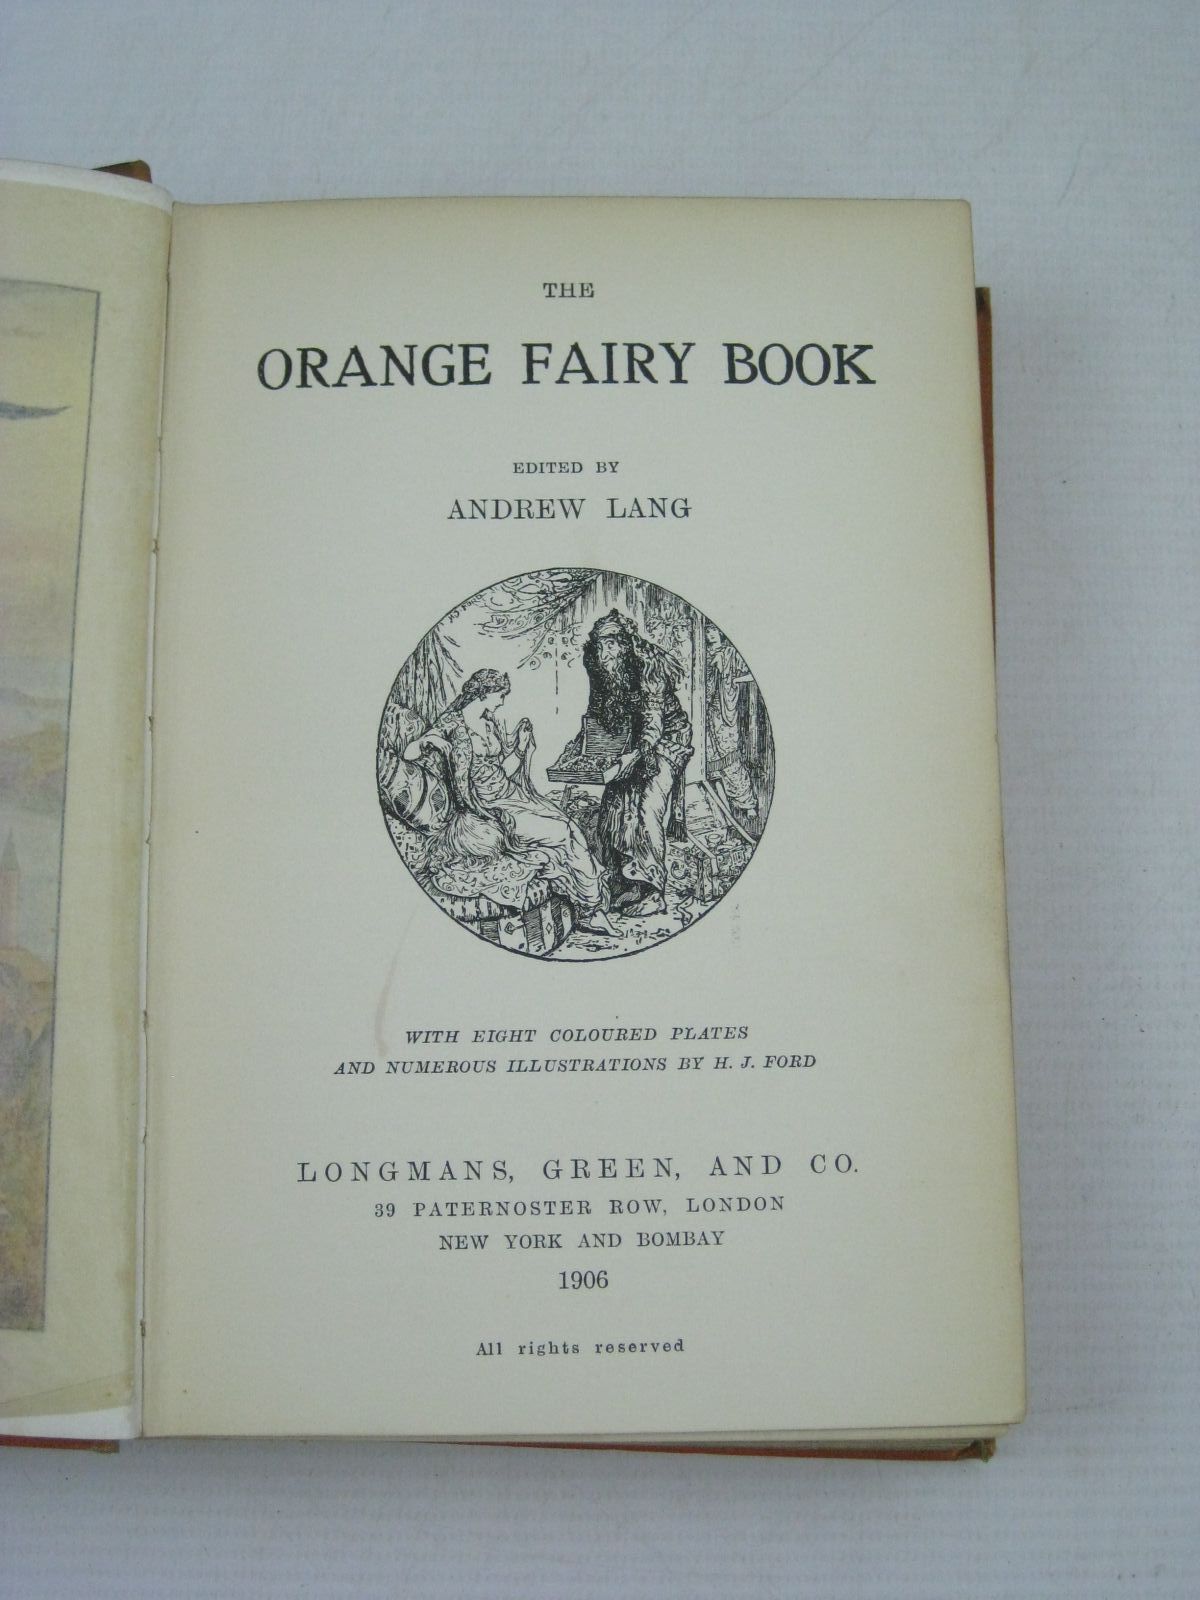 THE
ORANGE FAIRY BOOK
EDITED BY
ANDREW LANG
H J FORD
WITH EIGHT COLOURED PLATES
AND NUMEROUS ILLUSTRATIONS BY H. J. FORD
LONGMANS, GREEN, AND CO.
39 PATERNOSTER ROW, LONDON
NEW YORK AND BOMBAY
1906
All rights reserved